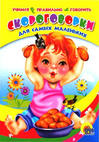 УЧИМСЯ ПРАВИЛЬНО ГОВОРИТЬ
СКОРОГОВОРКИ
ДЛЯ САМЫХ МАЛЕНЬКИХ